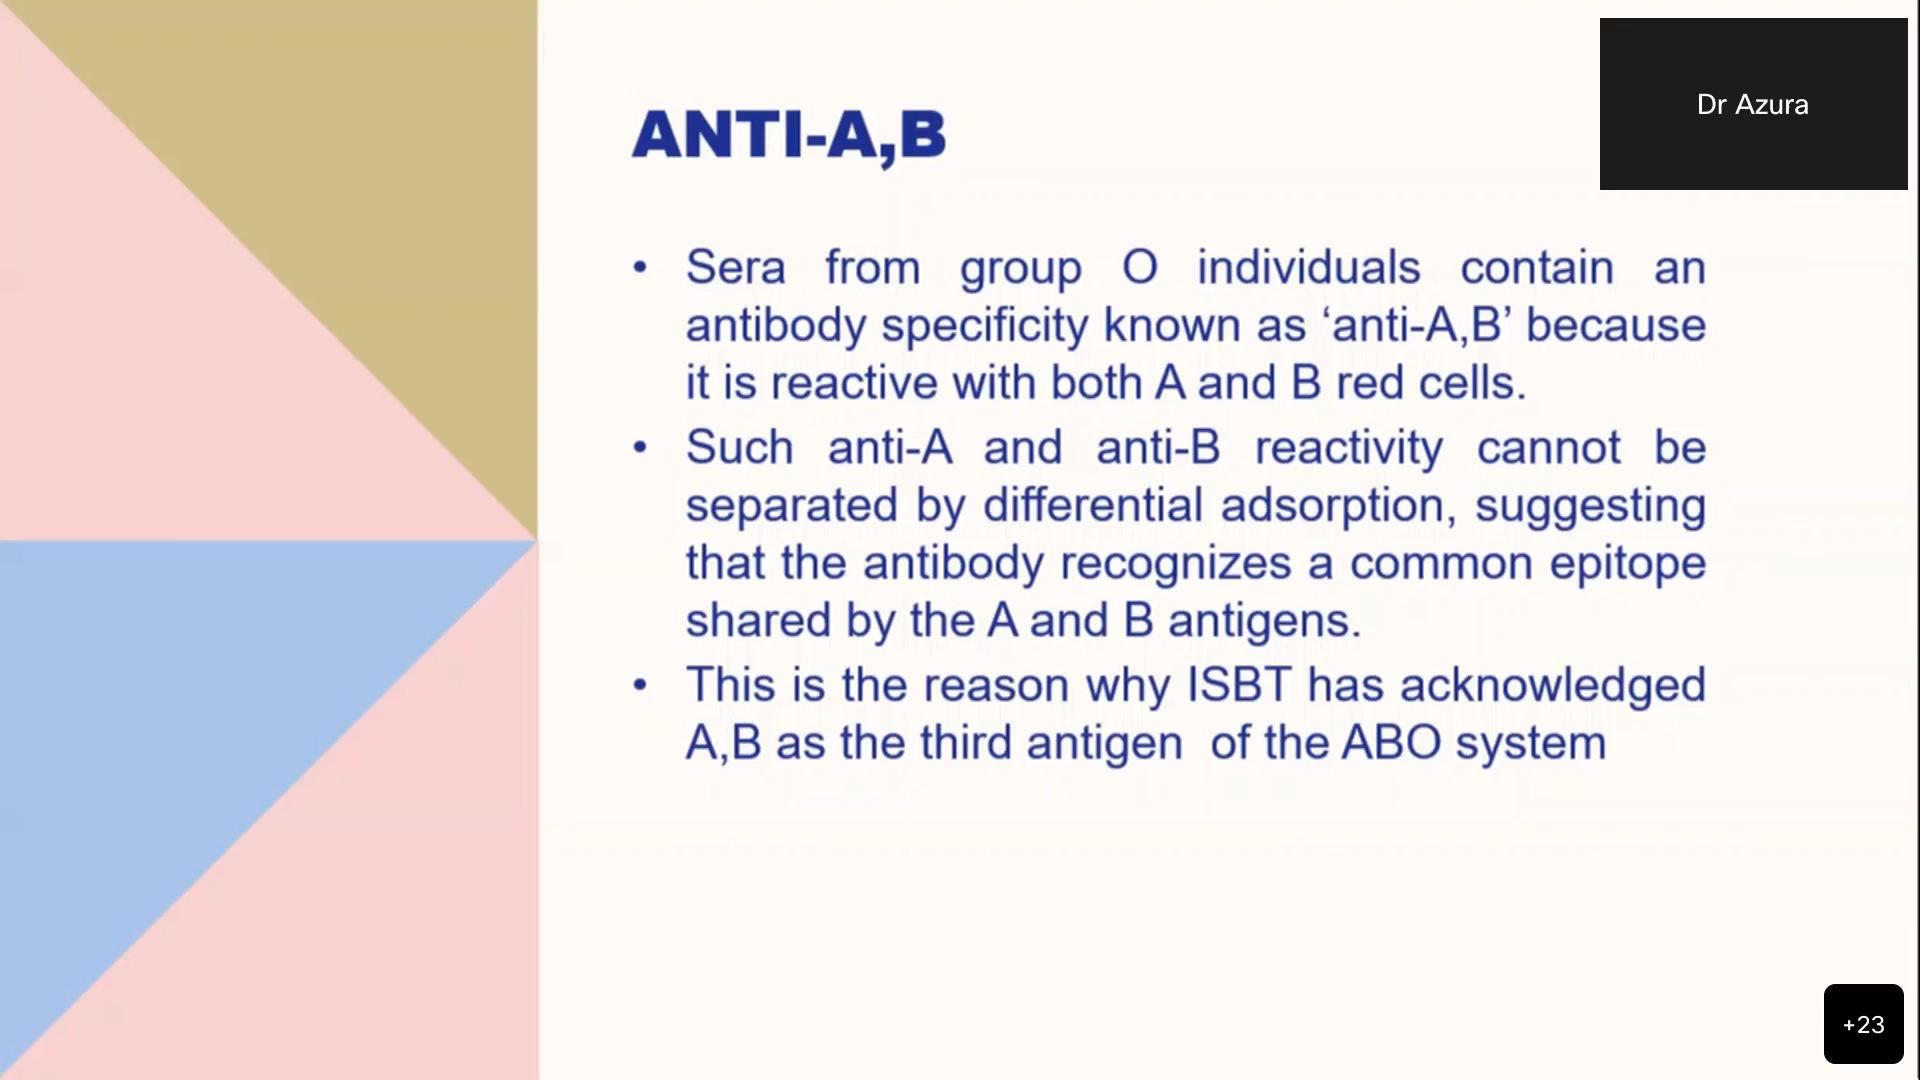 Dr Azura
ANTI-A,B
• Sera from group O individuals contain an
antibody specificity known as ‘anti-A,B’ because
it is reactive with both A and B red cells.
• Such anti-A and anti-B reactivity cannot be
separated by differential adsorption, suggesting
that the antibody recognizes a common epitope
shared by the A and B antigens.
• This is the reason why ISBT has acknowledged
A,B as the third antigen of the ABO system
+23